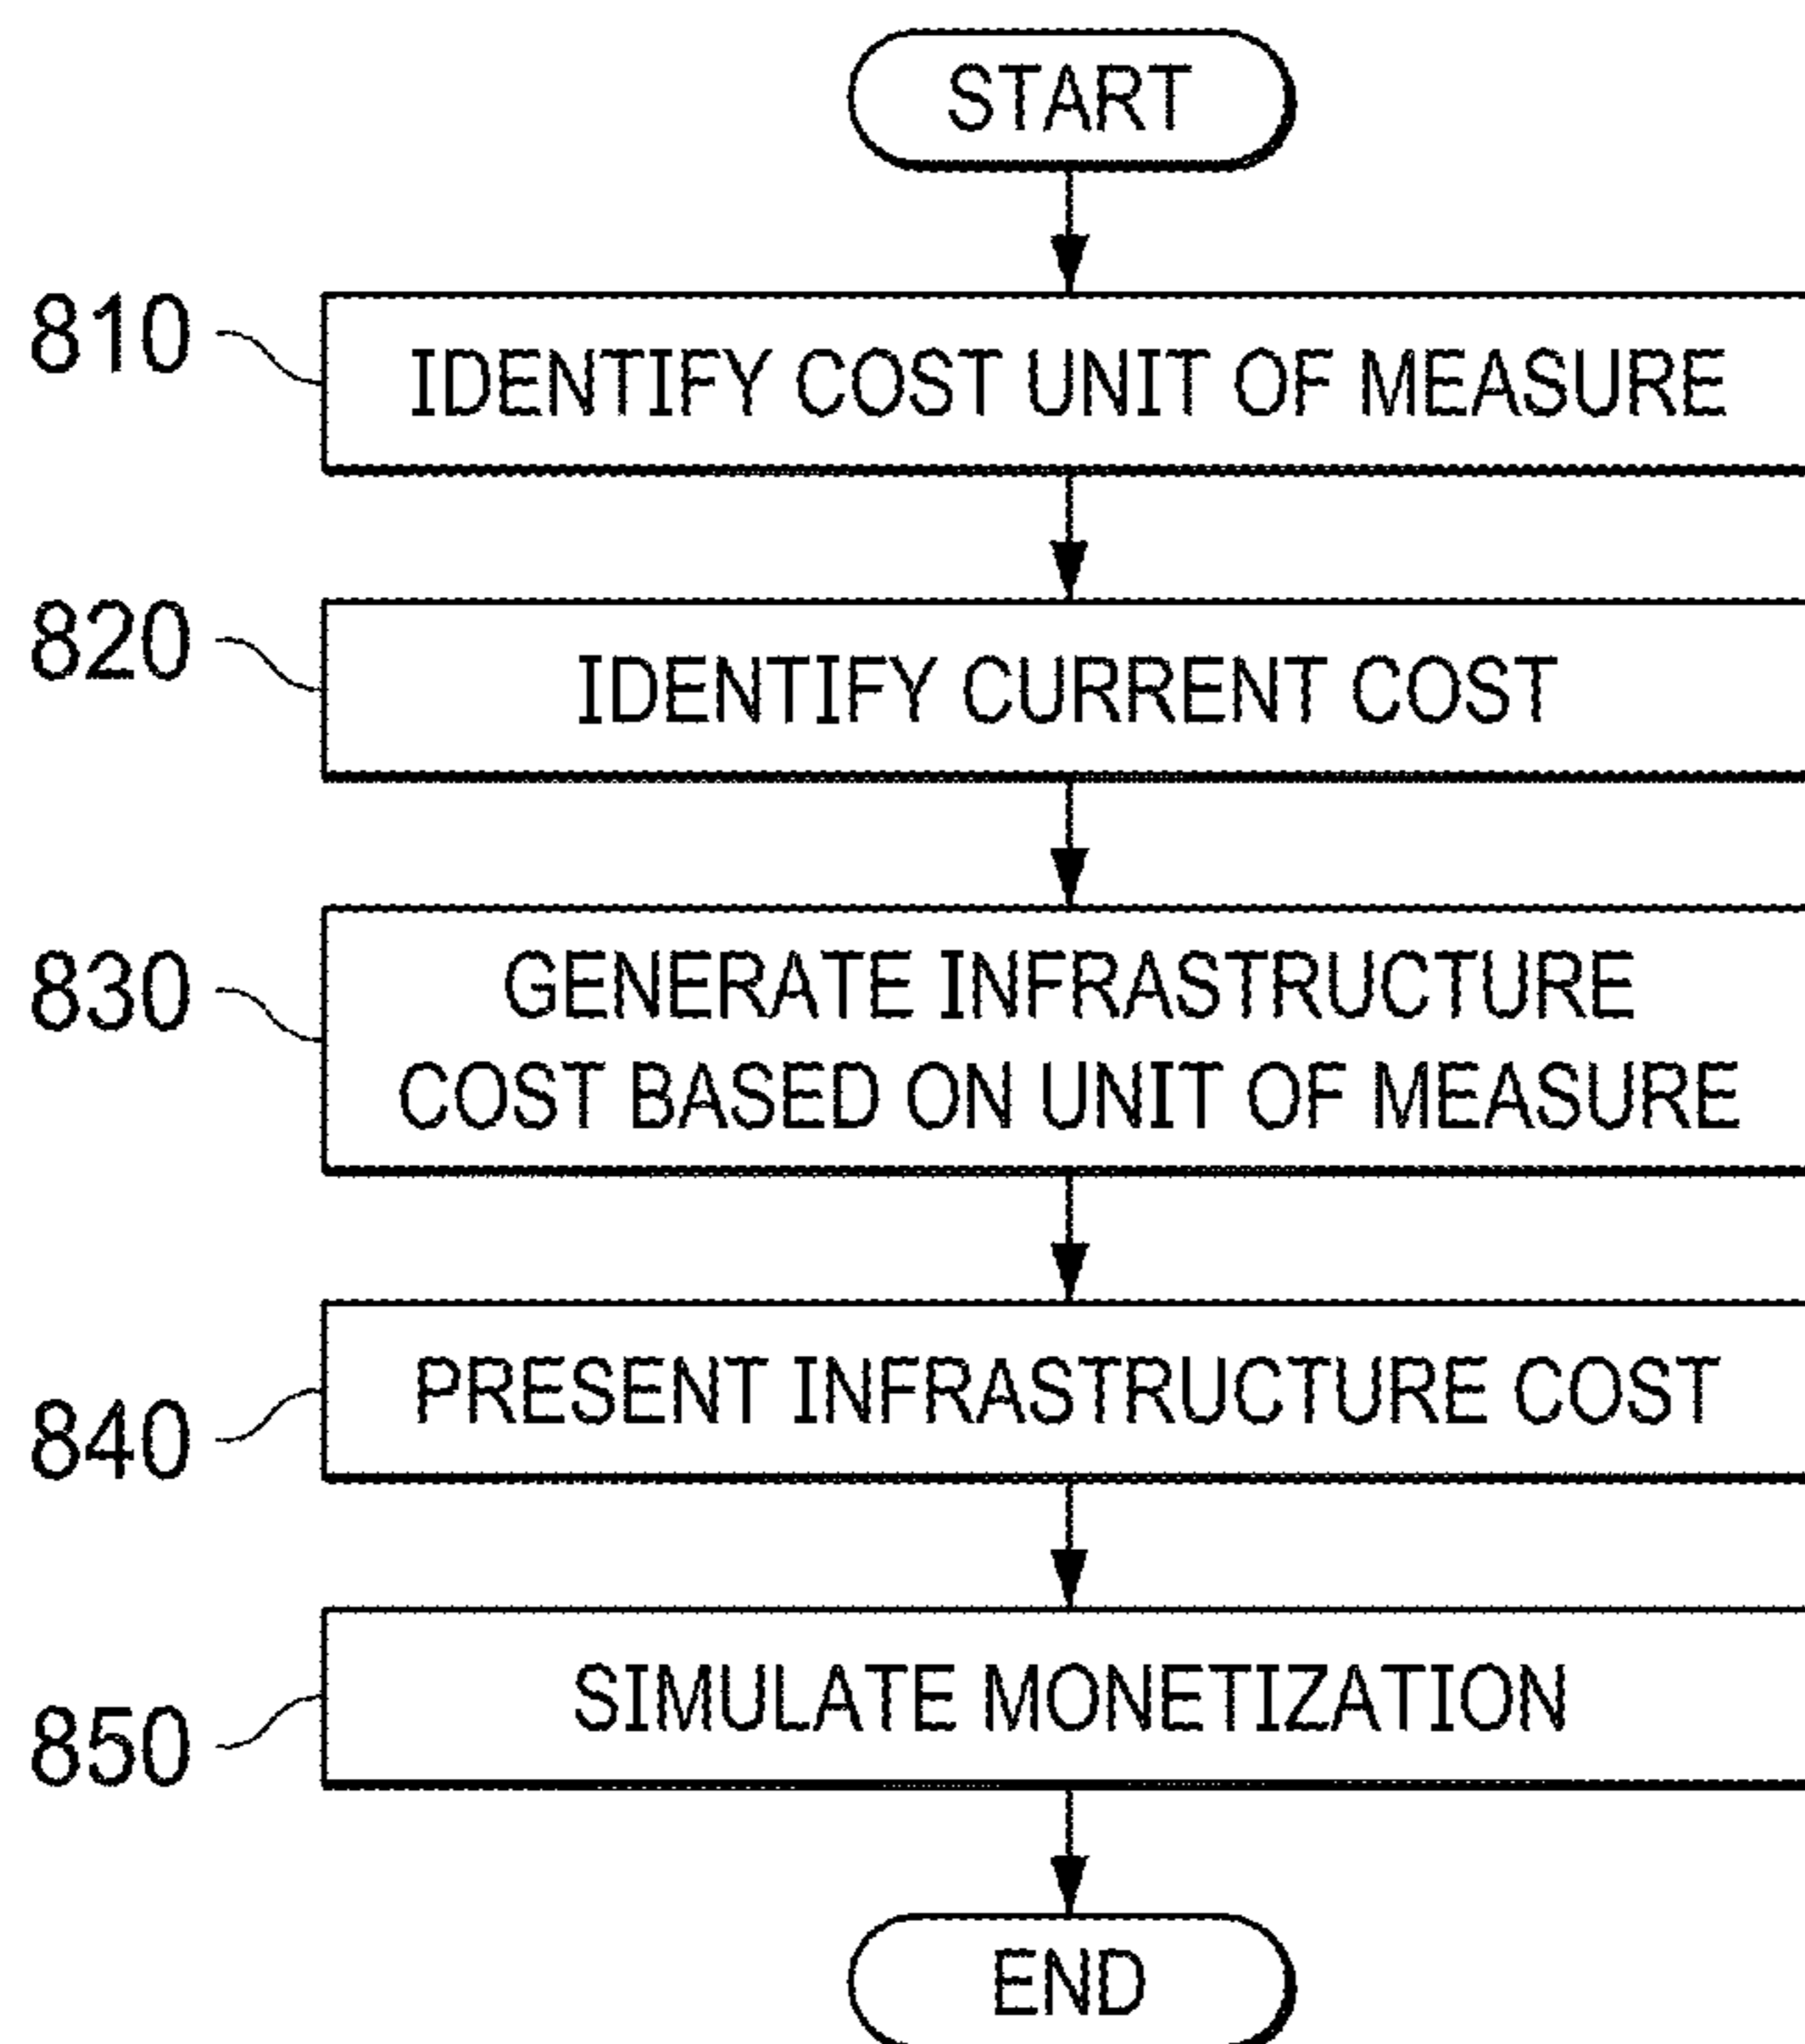 START
810
IDENTIFY COST UNIT OF MEASURE
820
IDENTIFY CURRENT COST
830
GENERATE INFRASTRUCTURE
COST BASED ON UNIT OF MEASURE
840
PRESENT INFRASTRUCTURE COST
850
SIMULATE MONETIZATION
END